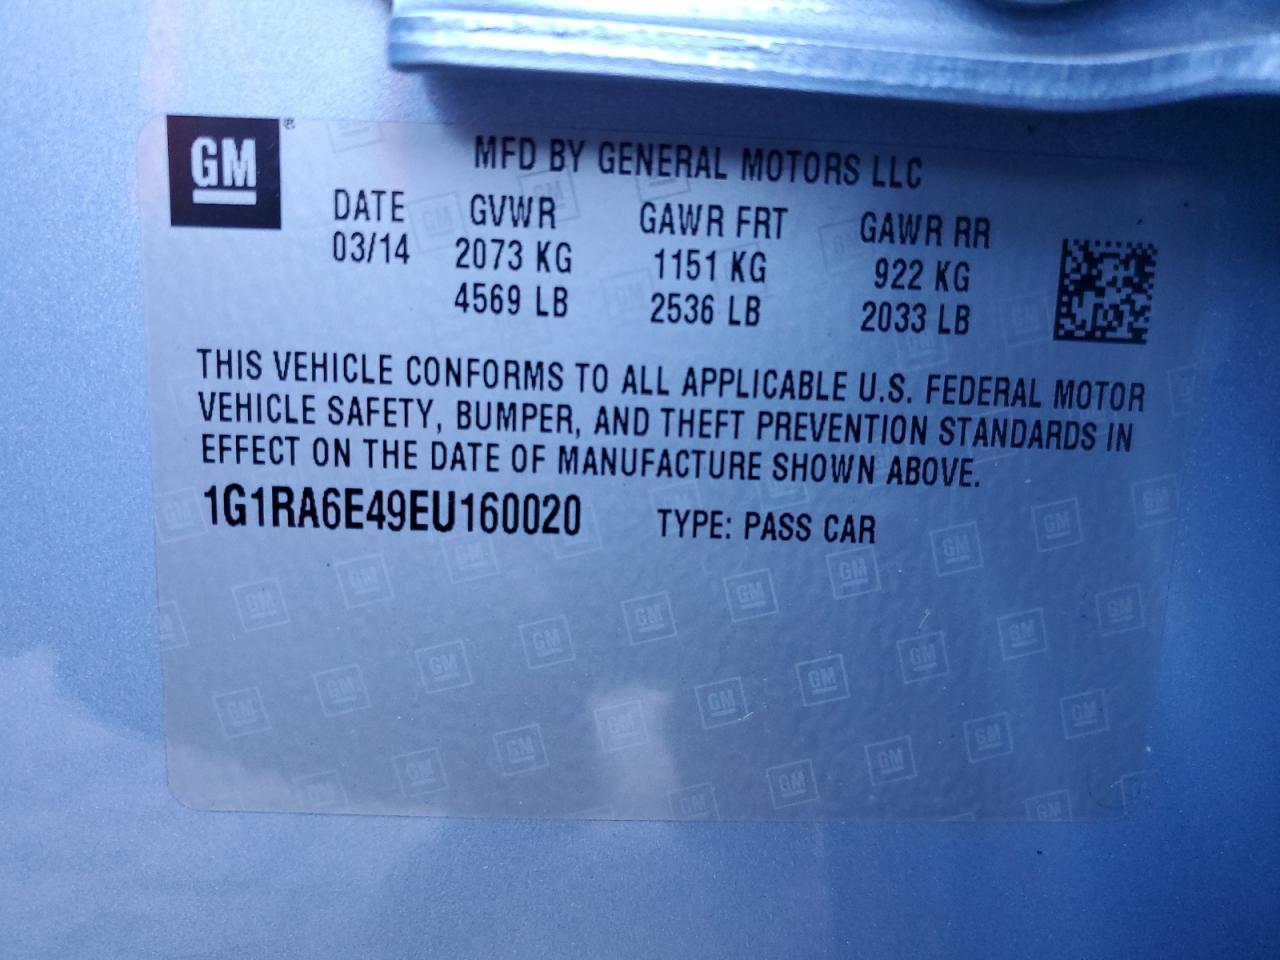 GM®
MFD BY GENERAL MOTORS LLC
DATE GVWR GAWR FRT GAWR RR
03/14 2073 KG 1151 KG 922 KG
4569 LB 2536 LB 2033 LB
THIS VEHICLE CONFORMS TO ALL APPLICABLE U.S. FEDERAL MOTOR
VEHICLE SAFETY, BUMPER, AND THEFT PREVENTION STANDARDS IN
EFFECT ON THE DATE OF MANUFACTURE SHOWN ABOVE.
1G1RA6E49EU160020 TYPE: PASS CAR